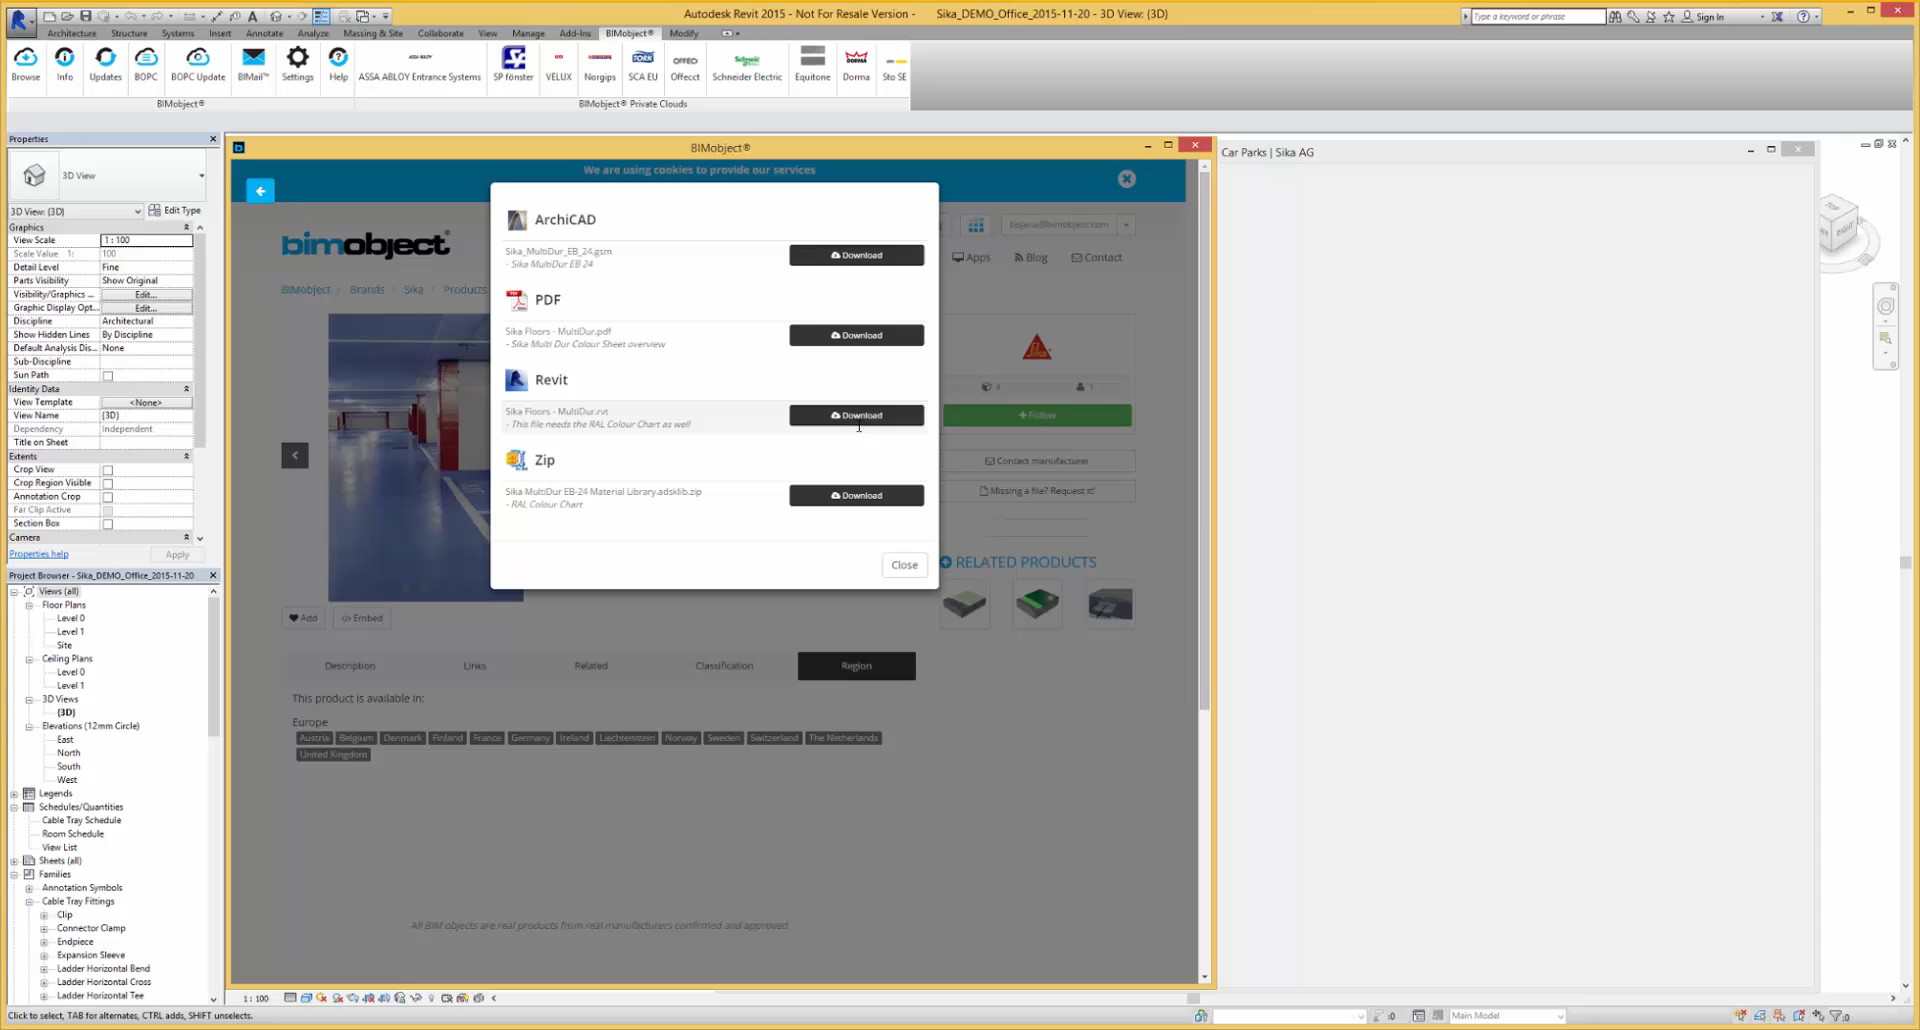 Autodesk Revit 2015 - Not For Resale Version -
Sika_DEMO_Office_2015-11-20 - 3D View: {3D}
Type a keyword or phrase
Sign In
Architecture
Structure
Systems
Insert
Annotate
Analyze
Massing & Site
Collaborate
View
Manage
Add-Ins
BIMobject®
Modify
Browse
Info
Updates
BOPC
BOPC Update
BIMail™
Settings
Help
ASSA ABLOY
ASSA ABLOY Entrance Systems
SP fönster
VELUX
Norgips
TORK
SCA EU
OFFECCT
Offecct
Schneider
Schneider Electric
Equitone
DORMA
Dorma
Sto SE
BIMobject®
BIMobject® Private Clouds
Properties
3D View
3D View: {3D}
Edit Type
Graphics
View Scale
1 : 100
Scale Value 1:
100
Detail Level
Fine
Parts Visibility
Show Original
Visibility/Graphics ...
Edit...
Graphic Display Opt...
Edit...
Discipline
Architectural
Show Hidden Lines
By Discipline
Default Analysis Dis...
None
Sub-Discipline
Sun Path
Identity Data
View Template
<None>
View Name
{3D}
Dependency
Independent
Title on Sheet
Extents
Crop View
Crop Region Visible
Annotation Crop
Far Clip Active
Section Box
Camera
Properties help
Apply
Project Browser - Sika_DEMO_Office_2015-11-20
Views (all)
Floor Plans
Level 0
Level 1
Site
Ceiling Plans
Level 0
Level 1
3D Views
{3D}
Elevations (12mm Circle)
East
North
South
West
Legends
Schedules/Quantities
Cable Tray Schedule
Room Schedule
View List
Sheets (all)
Families
Annotation Symbols
Cable Tray Fittings
Clip
Connector Clamp
Endpiece
Expansion Sleeve
Ladder Horizontal Bend
Ladder Horizontal Cross
Ladder Horizontal Tee
BIMobject®
We are using cookies to provide our services
bimobject®
Apps
Blog
Contact
BIMobject
Brands
Sika
Products
ArchiCAD
Sika_MultiDur_EB_24.gsm
- Sika MultiDur EB 24
Download
PDF
Sika Floors - MultiDur.pdf
- Sika Multi Dur Colour Sheet overview
Download
Revit
Sika Floors - MultiDur.rvt
- This file needs the RAL Colour Chart as well
Download
Zip
Sika MultiDur EB-24 Material Library.adsklib.zip
- RAL Colour Chart
Download
Close
Sika
4
1
Follow
Contact manufacturer
Missing a file? Request it!
RELATED PRODUCTS
Add
Embed
Description
Links
Related
Classification
Region
This product is available in:
Europe
Austria
Belgium
Denmark
Finland
France
Germany
Ireland
Liechtenstein
Norway
Sweden
Switzerland
The Netherlands
United Kingdom
All BIM objects are real products from real manufacturers confirmed and approved
Car Parks | Sika AG
1 : 100
Click to select, TAB for alternates, CTRL adds, SHIFT unselects.
:0
Main Model
:0